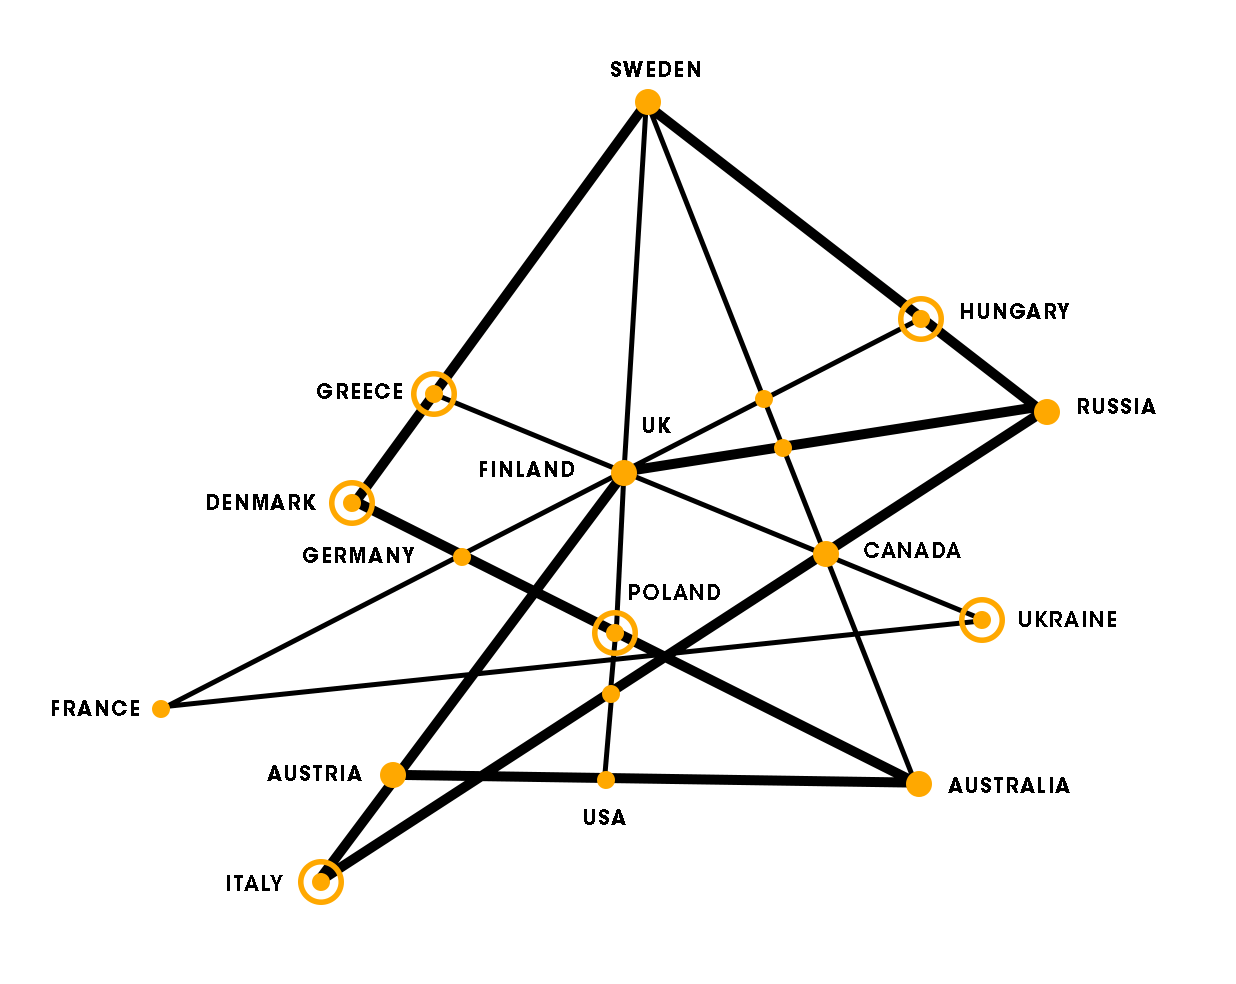 SWEDEN
HUNGARY
GREECE
RUSSIA
UK
FINLAND
DENMARK
GERMANY
CANADA
POLAND
UKRAINE
FRANCE
AUSTRIA
AUSTRALIA
USA
ITALY